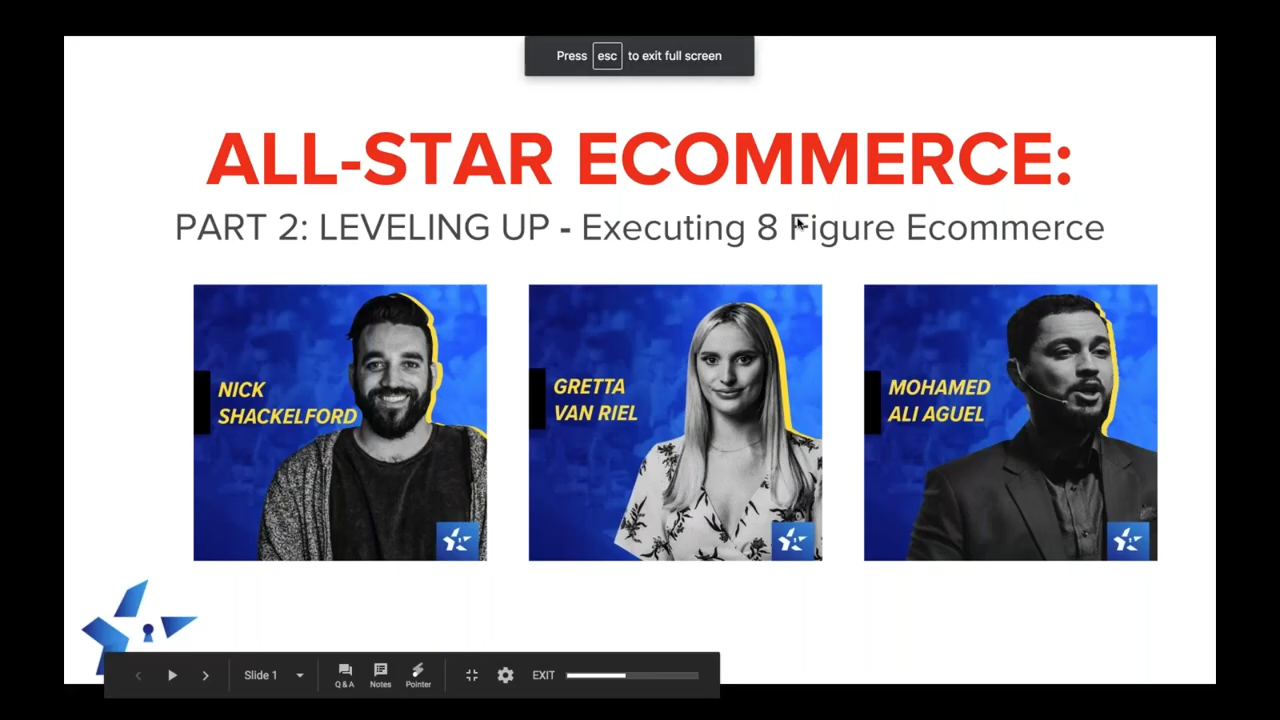 Press esc to exit full screen
ALL-STAR ECOMMERCE:
PART 2: LEVELING UP - Executing 8 Figure Ecommerce
NICK
SHACKELFORD
GRETTA
VAN RIEL
MOHAMED
ALI AGUEL
Slide 1
Q&A
Notes
Pointer
EXIT